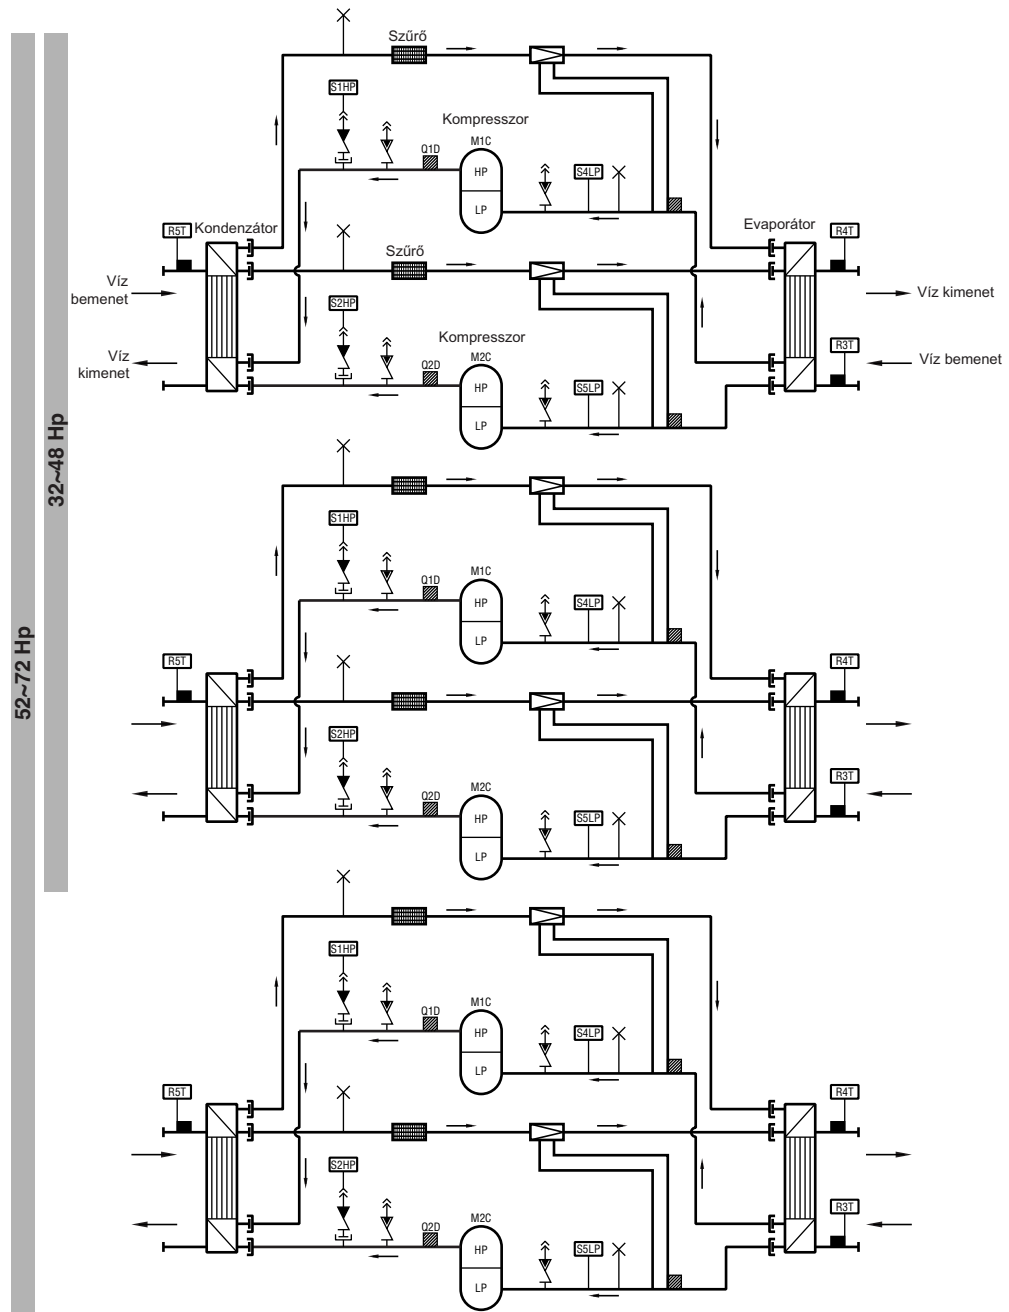 52~72 Hp
32~48 Hp
Szűrő
S1HP
Kompresszor
Q1D
M1C
HP
LP
S4LP
R5T
Kondenzátor
Evaporátor
R4T
Szűrő
Víz
bemenet
Víz kimenet
S2HP
Kompresszor
Víz
kimenet
Q2D
M2C
HP
LP
S5LP
R3T
Víz bemenet
S1HP
Q1D
M1C
HP
LP
S4LP
R5T
R4T
S2HP
Q2D
M2C
HP
LP
S5LP
R3T
S1HP
Q1D
M1C
HP
LP
S4LP
R5T
R4T
S2HP
Q2D
M2C
HP
LP
S5LP
R3T